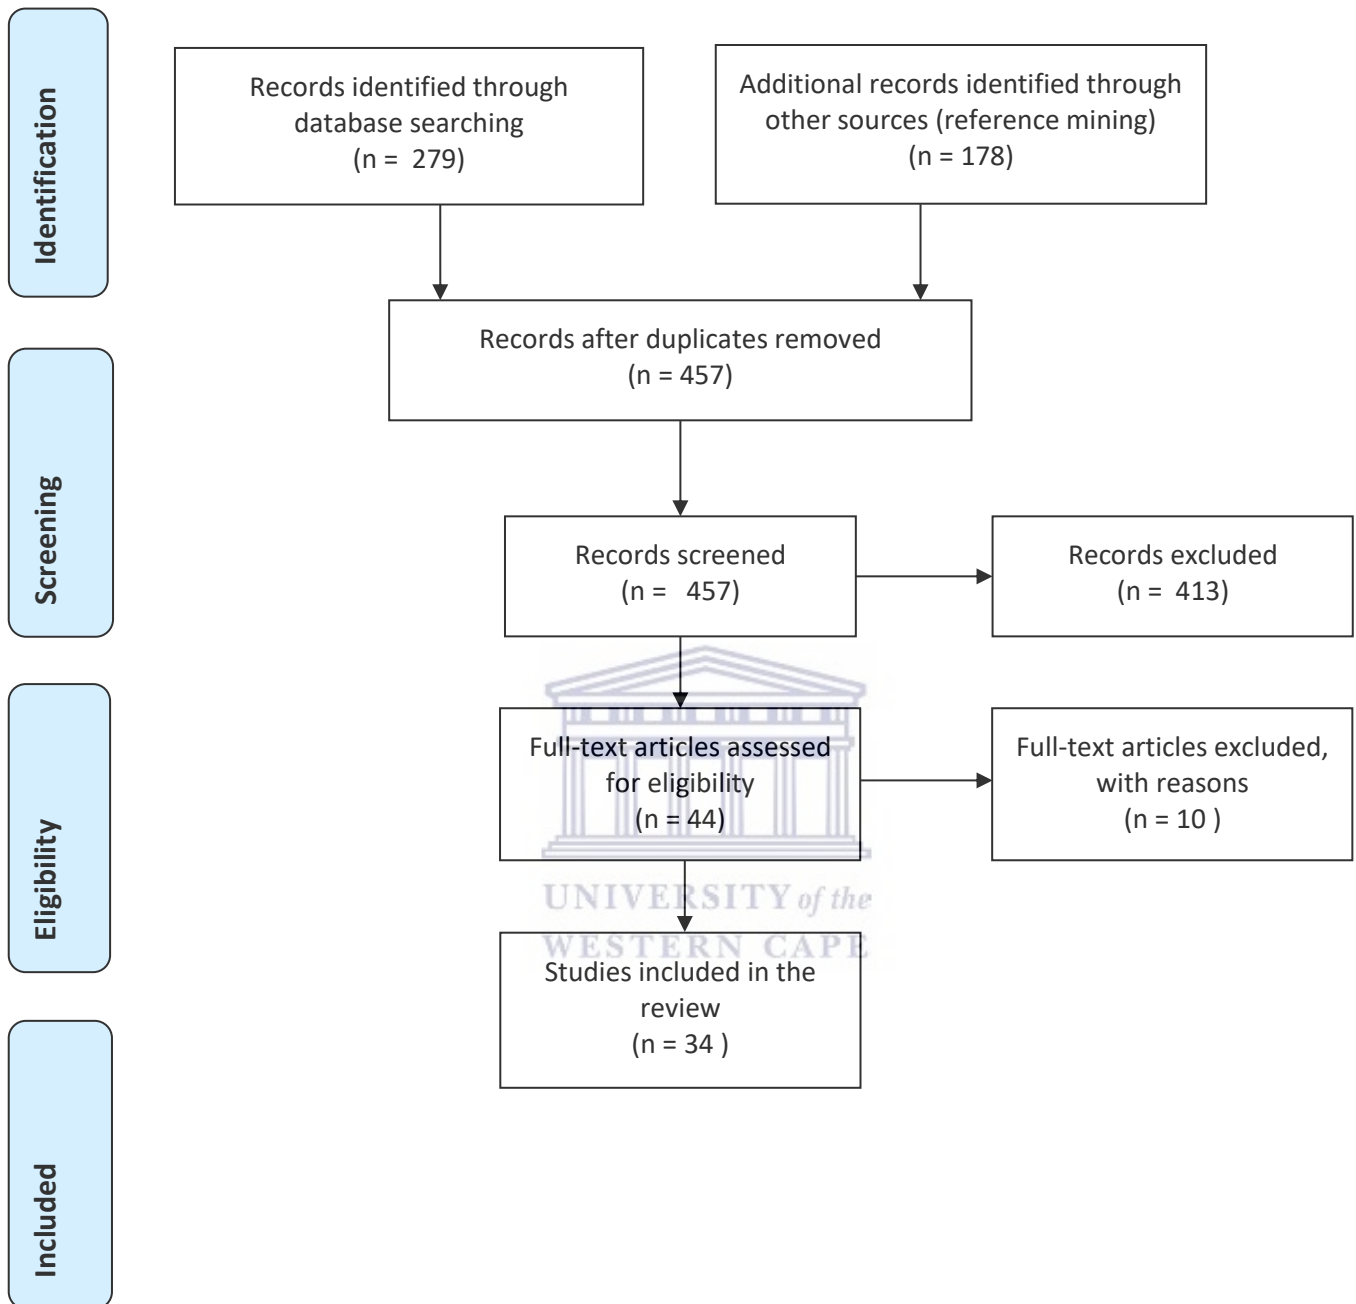 Identification
Records identified through
database searching
(n =  279)
Additional records identified through
other sources (reference mining)
(n = 178)
Records after duplicates removed
(n = 457)
Screening
Records screened
(n =   457)
Records excluded
(n =  413)
Eligibility
Full-text articles assessed
for eligibility
(n = 44)
Full-text articles excluded,
with reasons
(n = 10 )
UNIVERSITY of the
WESTERN CAPE
Studies included in the
review
(n = 34 )
Included